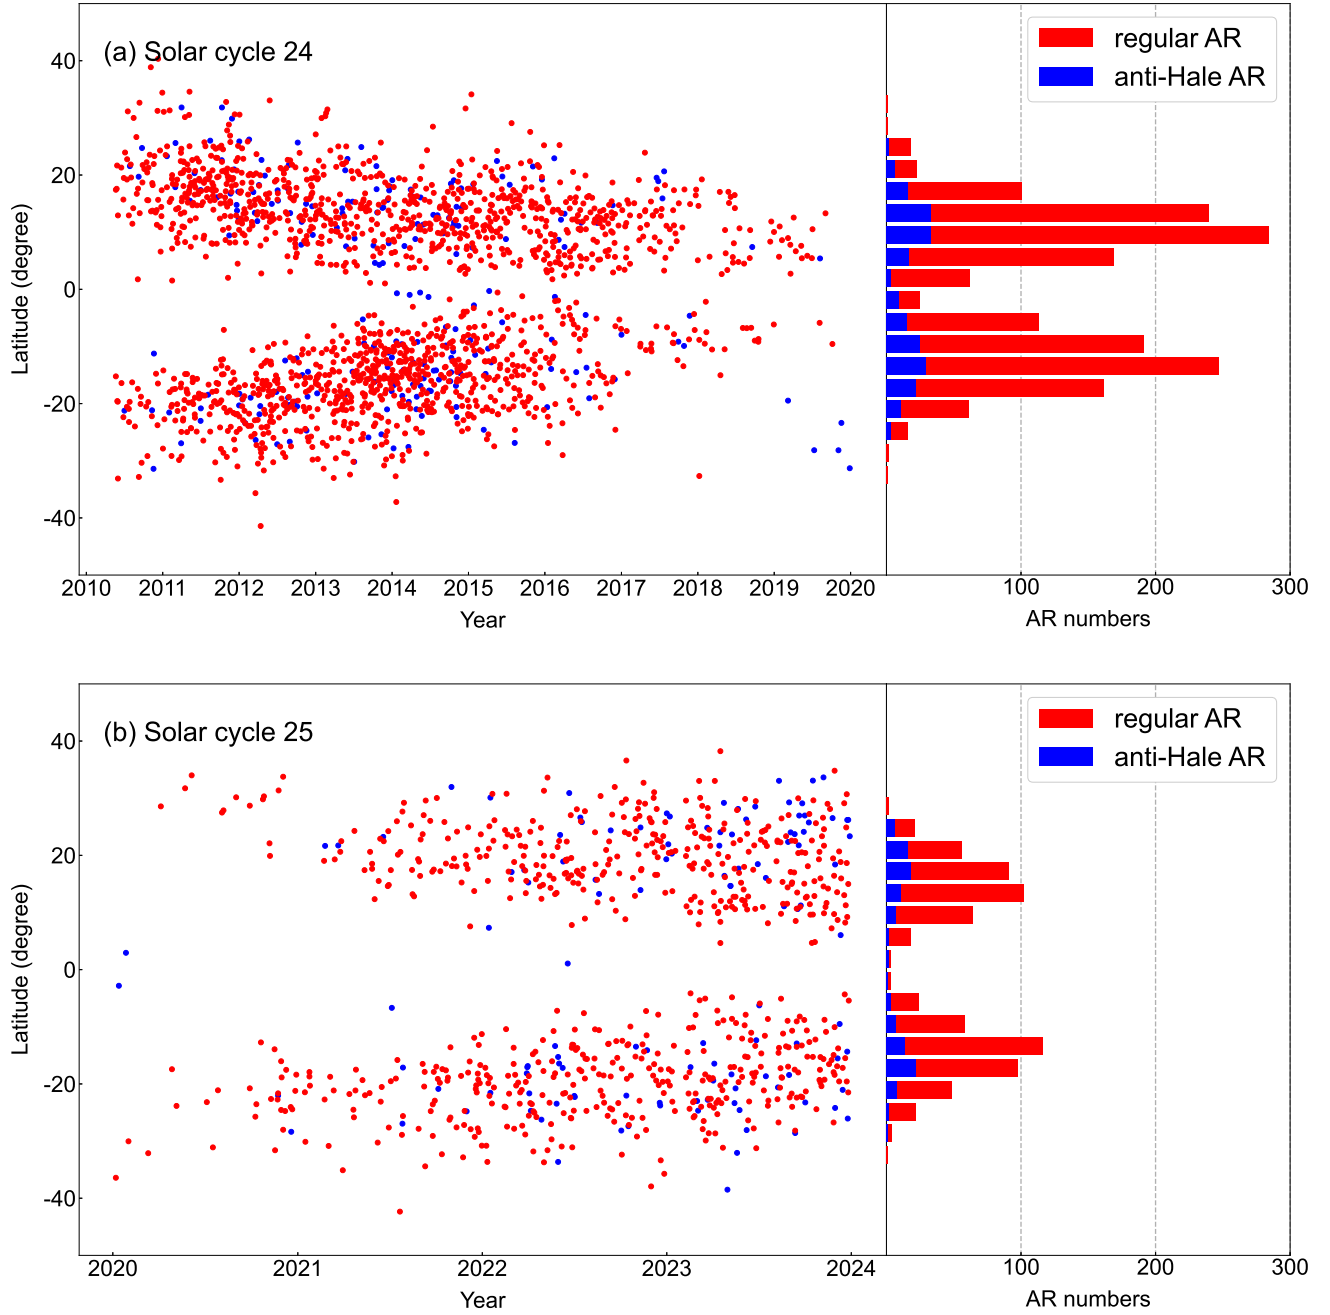 (a) Solar cycle 24
regular AR
anti-Hale AR
40
20
0
-20
-40
Latitude (degree)
2010 2011 2012 2013 2014 2015 2016 2017 2018 2019 2020
100 200 300
Year
AR numbers
(b) Solar cycle 25
regular AR
anti-Hale AR
40
20
0
-20
-40
Latitude (degree)
2020 2021 2022 2023 2024
100 200 300
Year
AR numbers